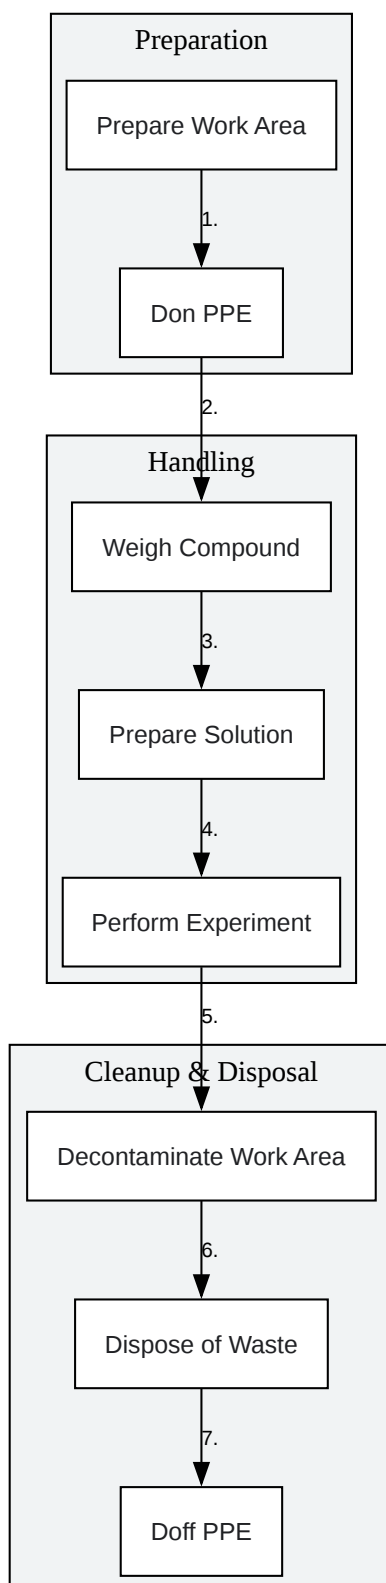 Preparation
Prepare Work Area
1.
Don PPE
2.
Handling
Weigh Compound
3.
Prepare Solution
4.
Perform Experiment
5.
Cleanup & Disposal
Decontaminate Work Area
6.
Dispose of Waste
7.
Doff PPE